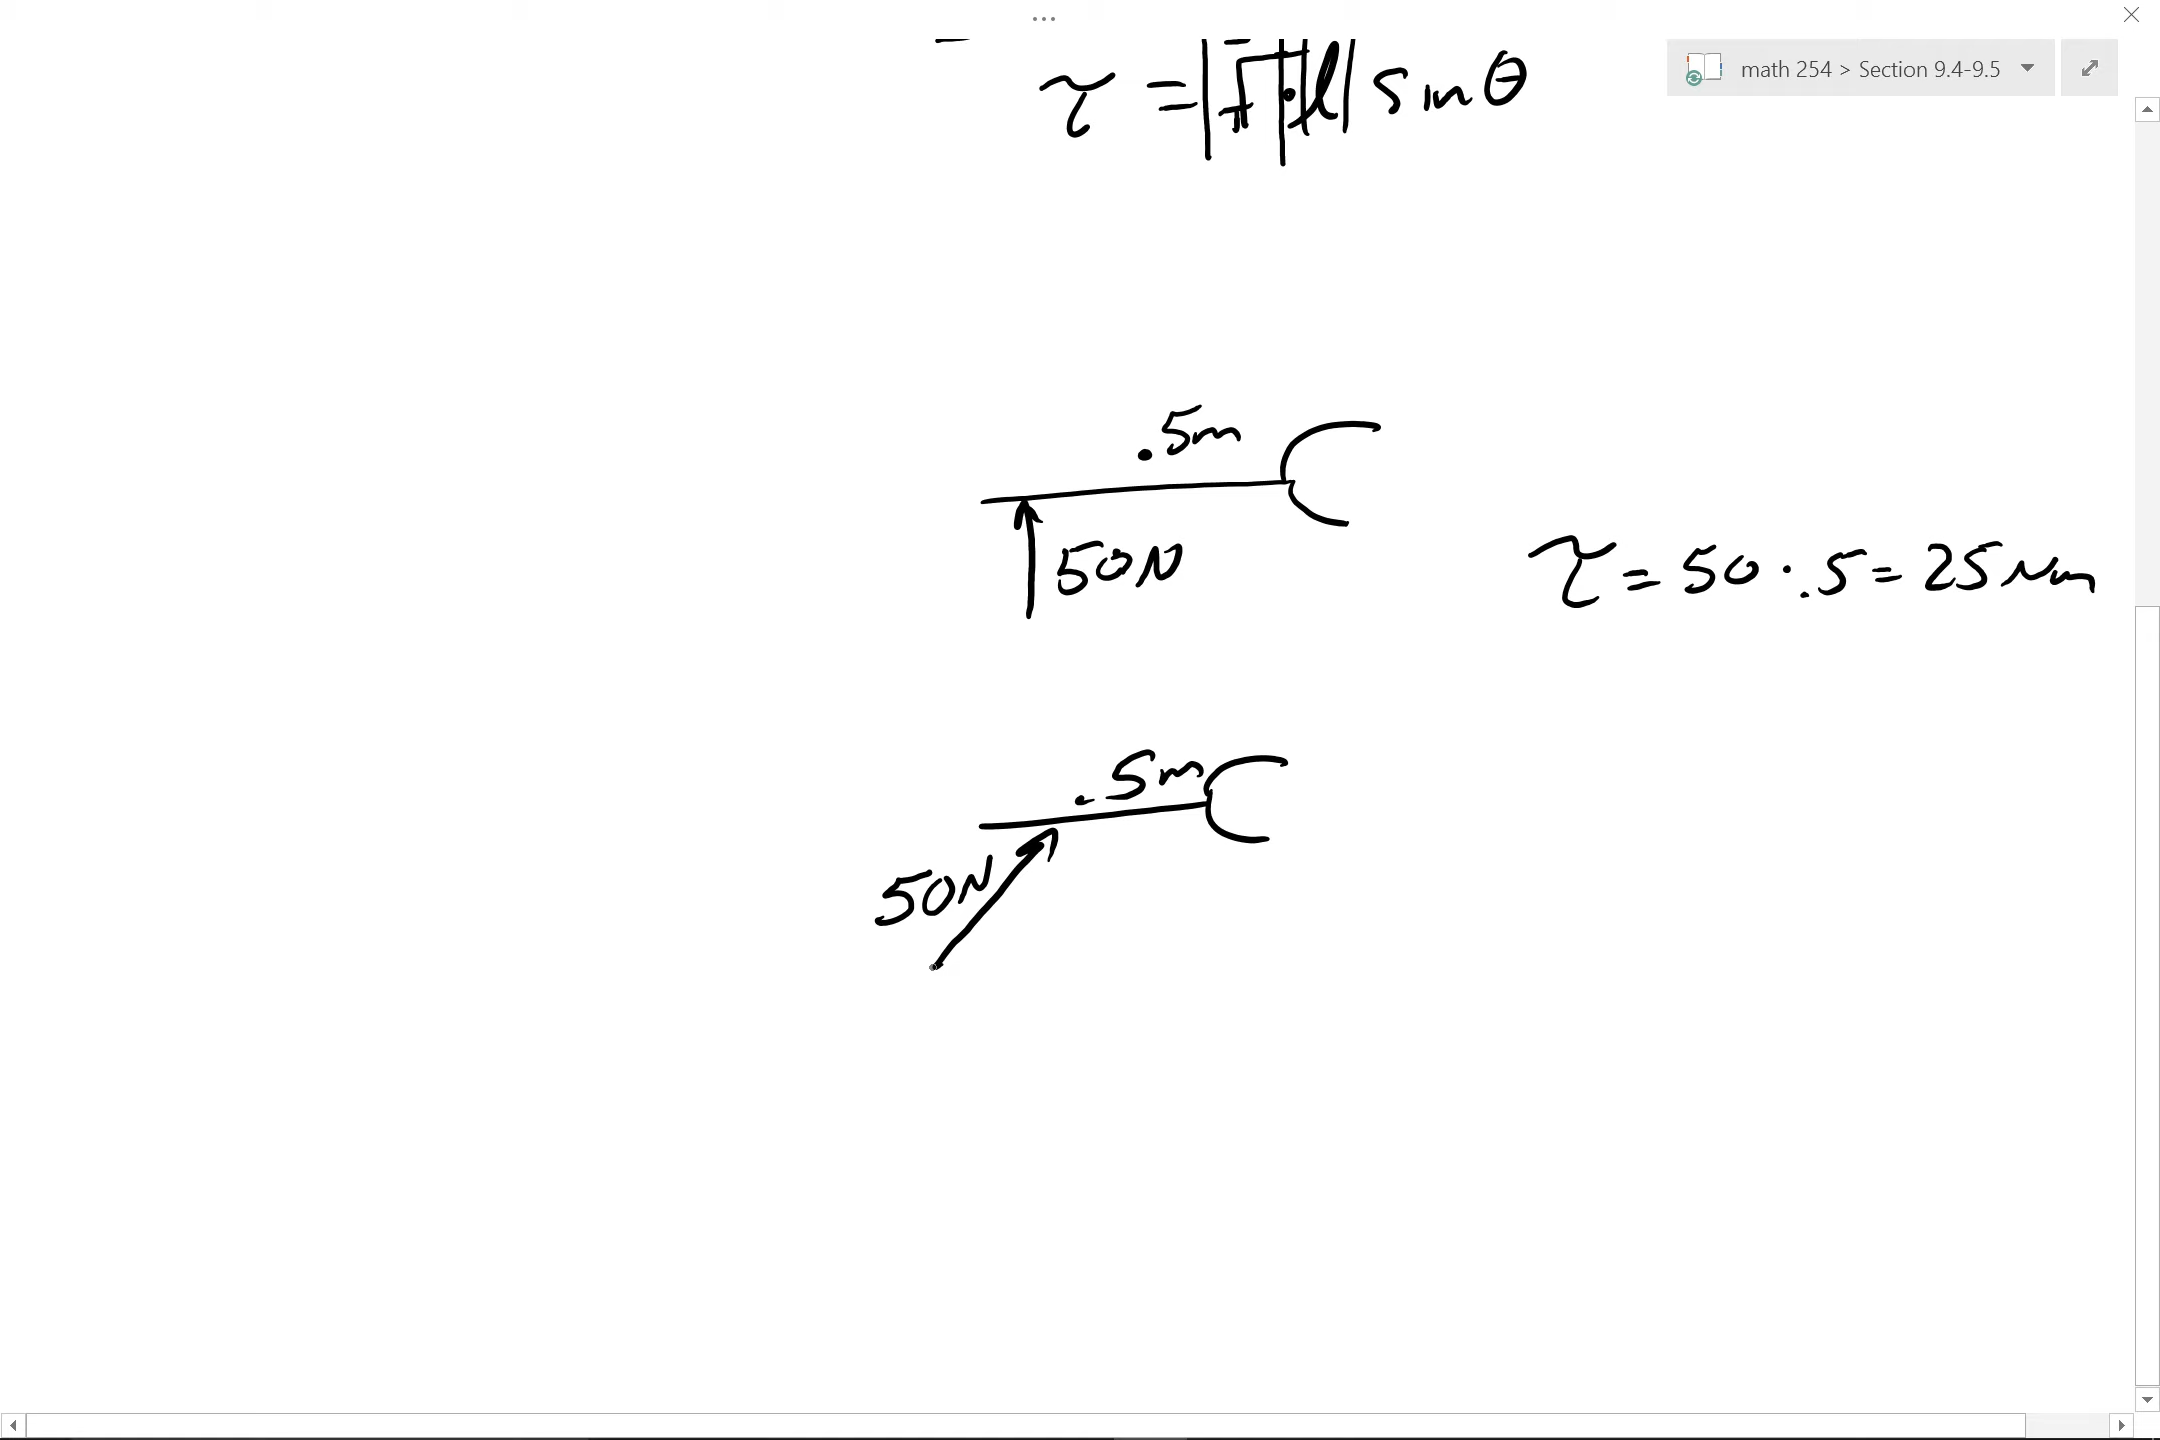 math 254 > Section 9.4-9.5
τ = |F|·|l| sin θ
.5m
50N
τ = 50 · .5 = 25 Nm
.5m
50N